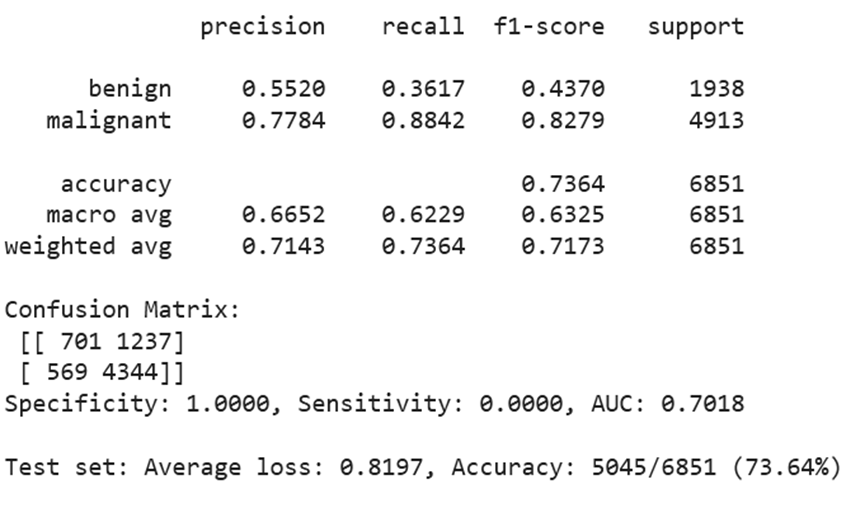 precision recall f1-score support
benign 0.5520 0.3617 0.4370 1938
malignant 0.7784 0.8842 0.8279 4913
accuracy 0.7364 6851
macro avg 0.6652 0.6229 0.6325 6851
weighted avg 0.7143 0.7364 0.7173 6851
Confusion Matrix:
[[ 701 1237]
[ 569 4344]]
Specificity: 1.0000, Sensitivity: 0.0000, AUC: 0.7018
Test set: Average loss: 0.8197, Accuracy: 5045/6851 (73.64%)